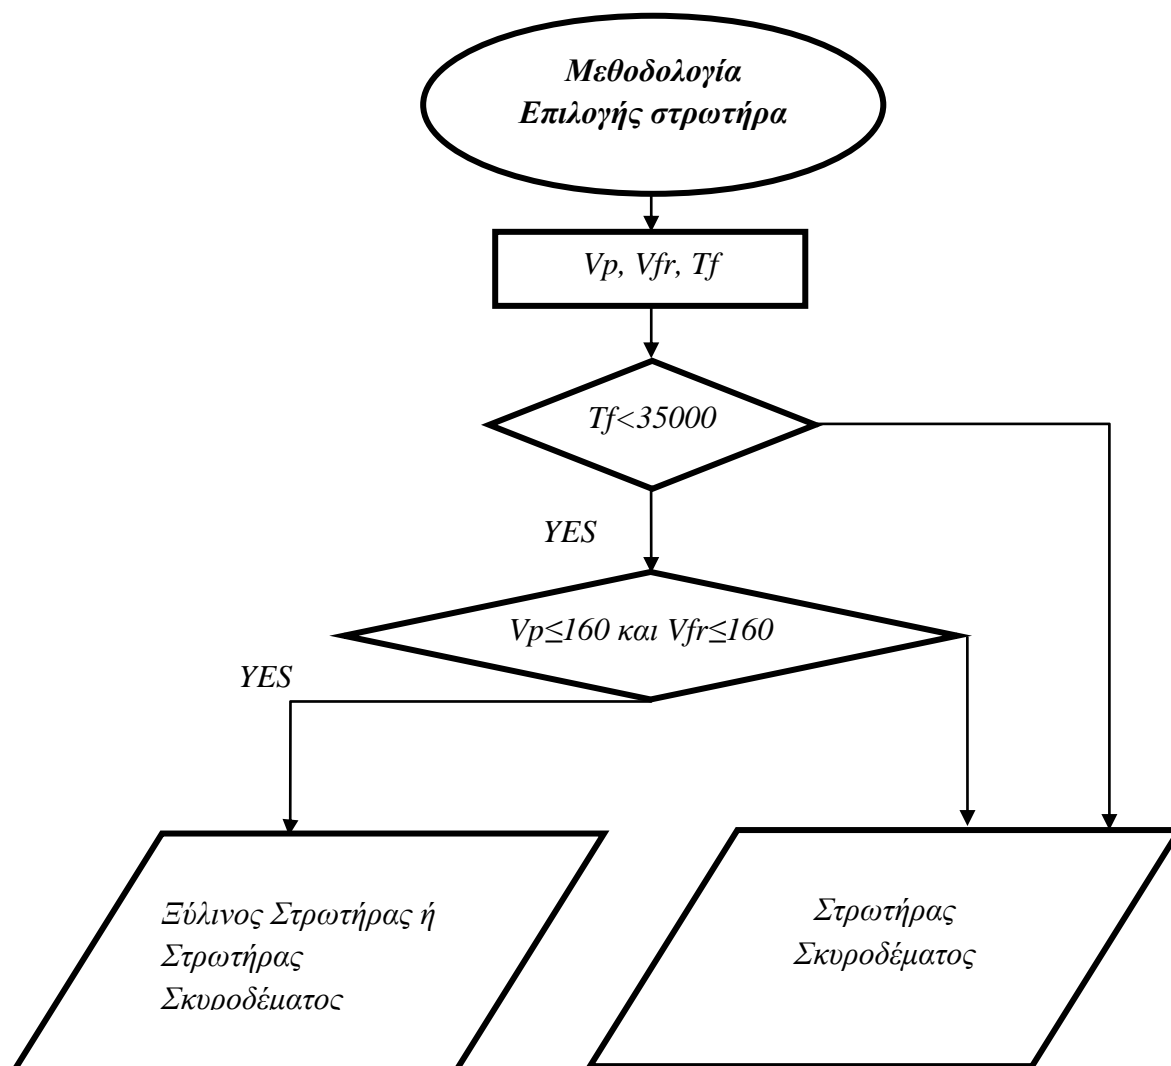 Μεθοδολογία
Επιλογής στρωτήρα
Vp, Vfr, Tf
Tf<35000
YES
Vp≤160 και Vfr≤160
YES
Ξύλινος Στρωτήρας ή
Στρωτήρας
Σκυροδέματος
Στρωτήρας
Σκυροδέματος